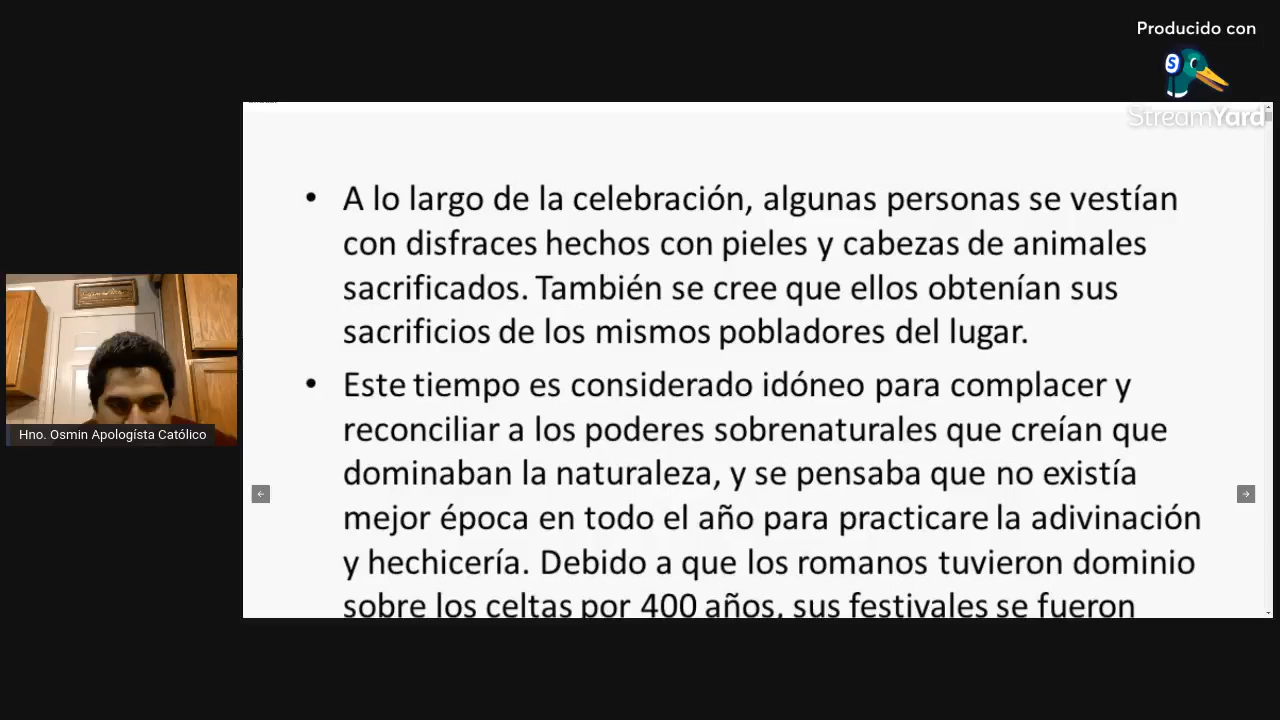 Producido con
StreamYard
• A lo largo de la celebración, algunas personas se vestían
con disfraces hechos con pieles y cabezas de animales
sacrificados. También se cree que ellos obtenían sus
sacrificios de los mismos pobladores del lugar.
• Este tiempo es considerado idóneo para complacer y
reconciliar a los poderes sobrenaturales que creían que
dominaban la naturaleza, y se pensaba que no existía
mejor época en todo el año para practicare la adivinación
y hechicería. Debido a que los romanos tuvieron dominio
sobre los celtas por 400 años, sus festivales se fueron
Hno. Osmin Apologísta Católico